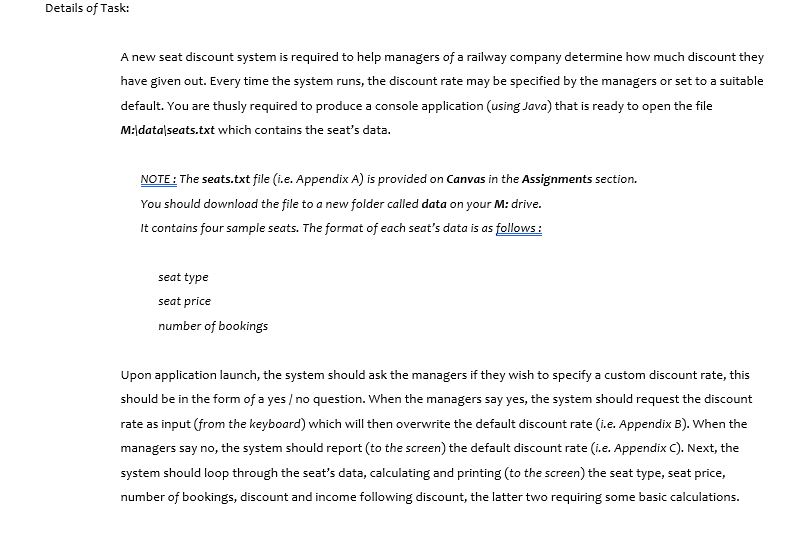 Details of Task:
A new seat discount system is required to help managers of a railway company determine how much discount they
have given out. Every time the system runs, the discount rate may be specified by the managers or set to a suitable
default. You are thusly required to produce a console application (using Java) that is ready to open the file
M:\data\seats.txt which contains the seat's data.
NOTE : The seats.txt file (i.e. Appendix A) is provided on Canvas in the Assignments section.
You should download the file to a new folder called data on your M: drive.
It contains four sample seats. The format of each seat's data is as follows :
seat type
seat price
number of bookings
Upon application launch, the system should ask the managers if they wish to specify a custom discount rate, this
should be in the form of a yes / no question. When the managers say yes, the system should request the discount
rate as input (from the keyboard) which will then overwrite the default discount rate (i.e. Appendix B). When the
managers say no, the system should report (to the screen) the default discount rate (i.e. Appendix C). Next, the
system should loop through the seat's data, calculating and printing (to the screen) the seat type, seat price,
number of bookings, discount and income following discount, the latter two requiring some basic calculations.